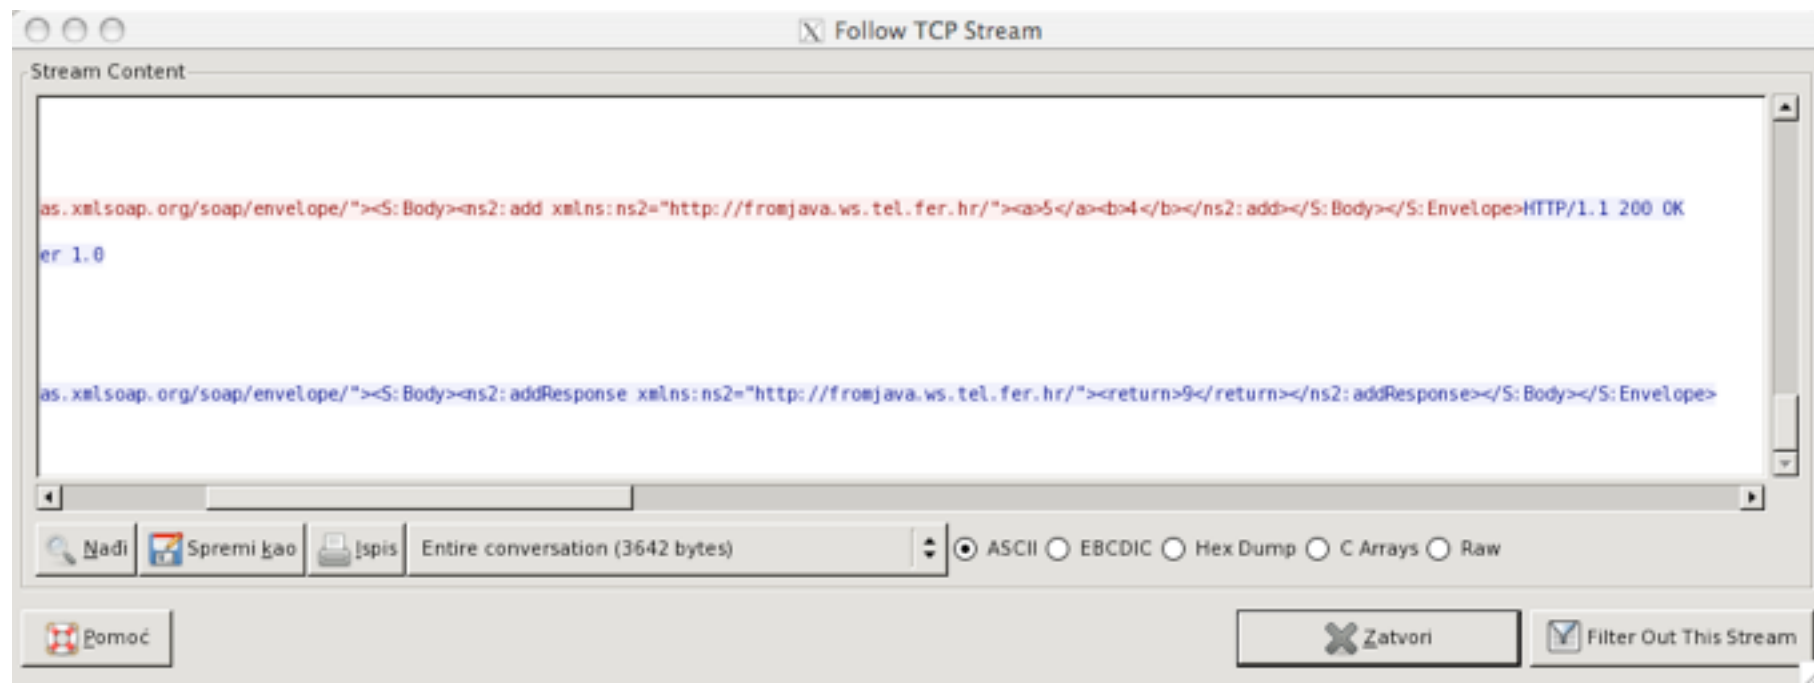 Follow TCP Stream
Stream Content
as.xmlsoap.org/soap/envelope/"><S:Body><ns2:add xmlns:ns2="http://fromjava.ws.tel.fer.hr/"><a>5</a><b>4</b></ns2:add></S:Body></S:Envelope>HTTP/1.1 200 OK
er 1.0
as.xmlsoap.org/soap/envelope/"><S:Body><ns2:addResponse xmlns:ns2="http://fromjava.ws.tel.fer.hr/"><return>9</return></ns2:addResponse></S:Body></S:Envelope>
Nađi Spremi kao Ispis Entire conversation (3642 bytes) ASCII EBCDIC Hex Dump C Arrays Raw
Pomoć Zatvori Filter Out This Stream